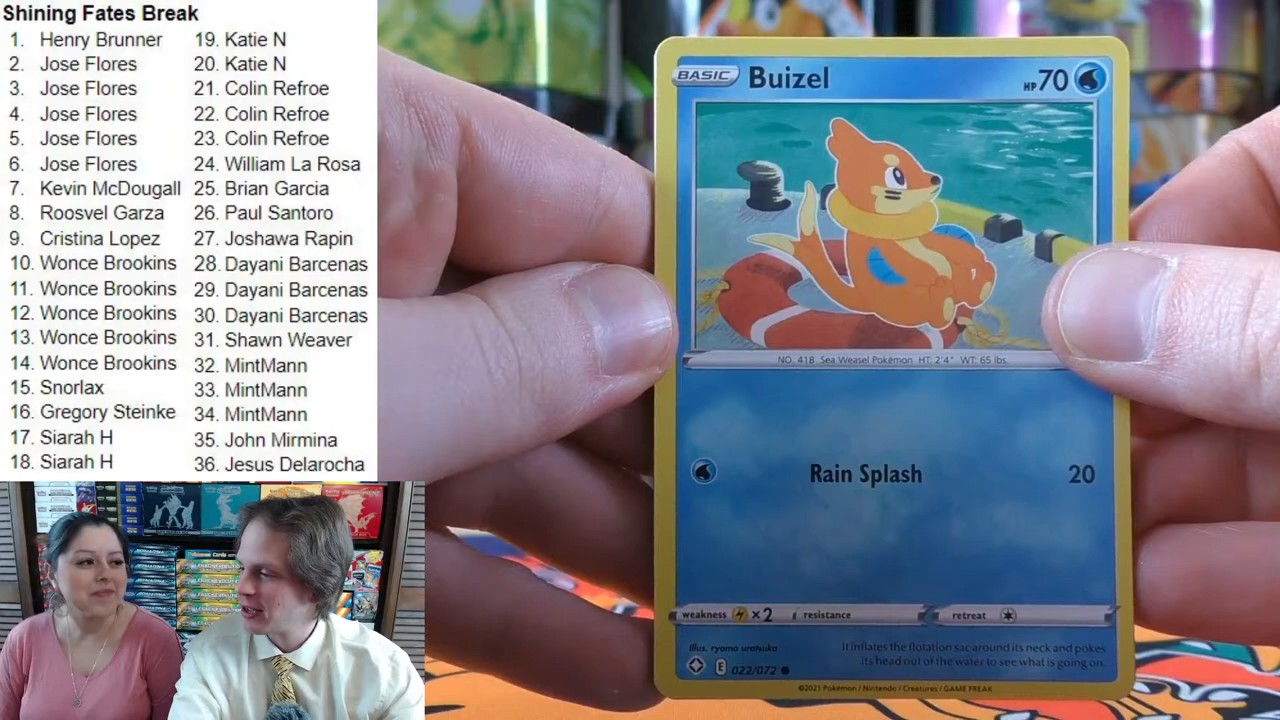 Shining Fates Break
1. Henry Brunner
2. Jose Flores
3. Jose Flores
4. Jose Flores
5. Jose Flores
6. Jose Flores
7. Kevin McDougall
8. Roosvel Garza
9. Cristina Lopez
10. Wonce Brookins
11. Wonce Brookins
12. Wonce Brookins
13. Wonce Brookins
14. Wonce Brookins
15. Snorlax
16. Gregory Steinke
17. Siarah H
18. Siarah H
19. Katie N
20. Katie N
21. Colin Refroe
22. Colin Refroe
23. Colin Refroe
24. William La Rosa
25. Brian Garcia
26. Paul Santoro
27. Joshawa Rapin
28. Dayani Barcenas
29. Dayani Barcenas
30. Dayani Barcenas
31. Shawn Weaver
32. MintMann
33. MintMann
34. MintMann
35. John Mirmina
36. Jesus Delarocha
BASIC Buizel HP 70
NO. 418 Sea Weasel Pokémon HT: 2'4" WT: 65 lbs.
Rain Splash 20
weakness x2 resistance retreat
Illus. ryoma uratsuka
It inflates the flotation sac around its neck and pokes
its head out of the water to see what is going on.
E 022/072
©2021 Pokémon / Nintendo / Creatures / GAME FREAK